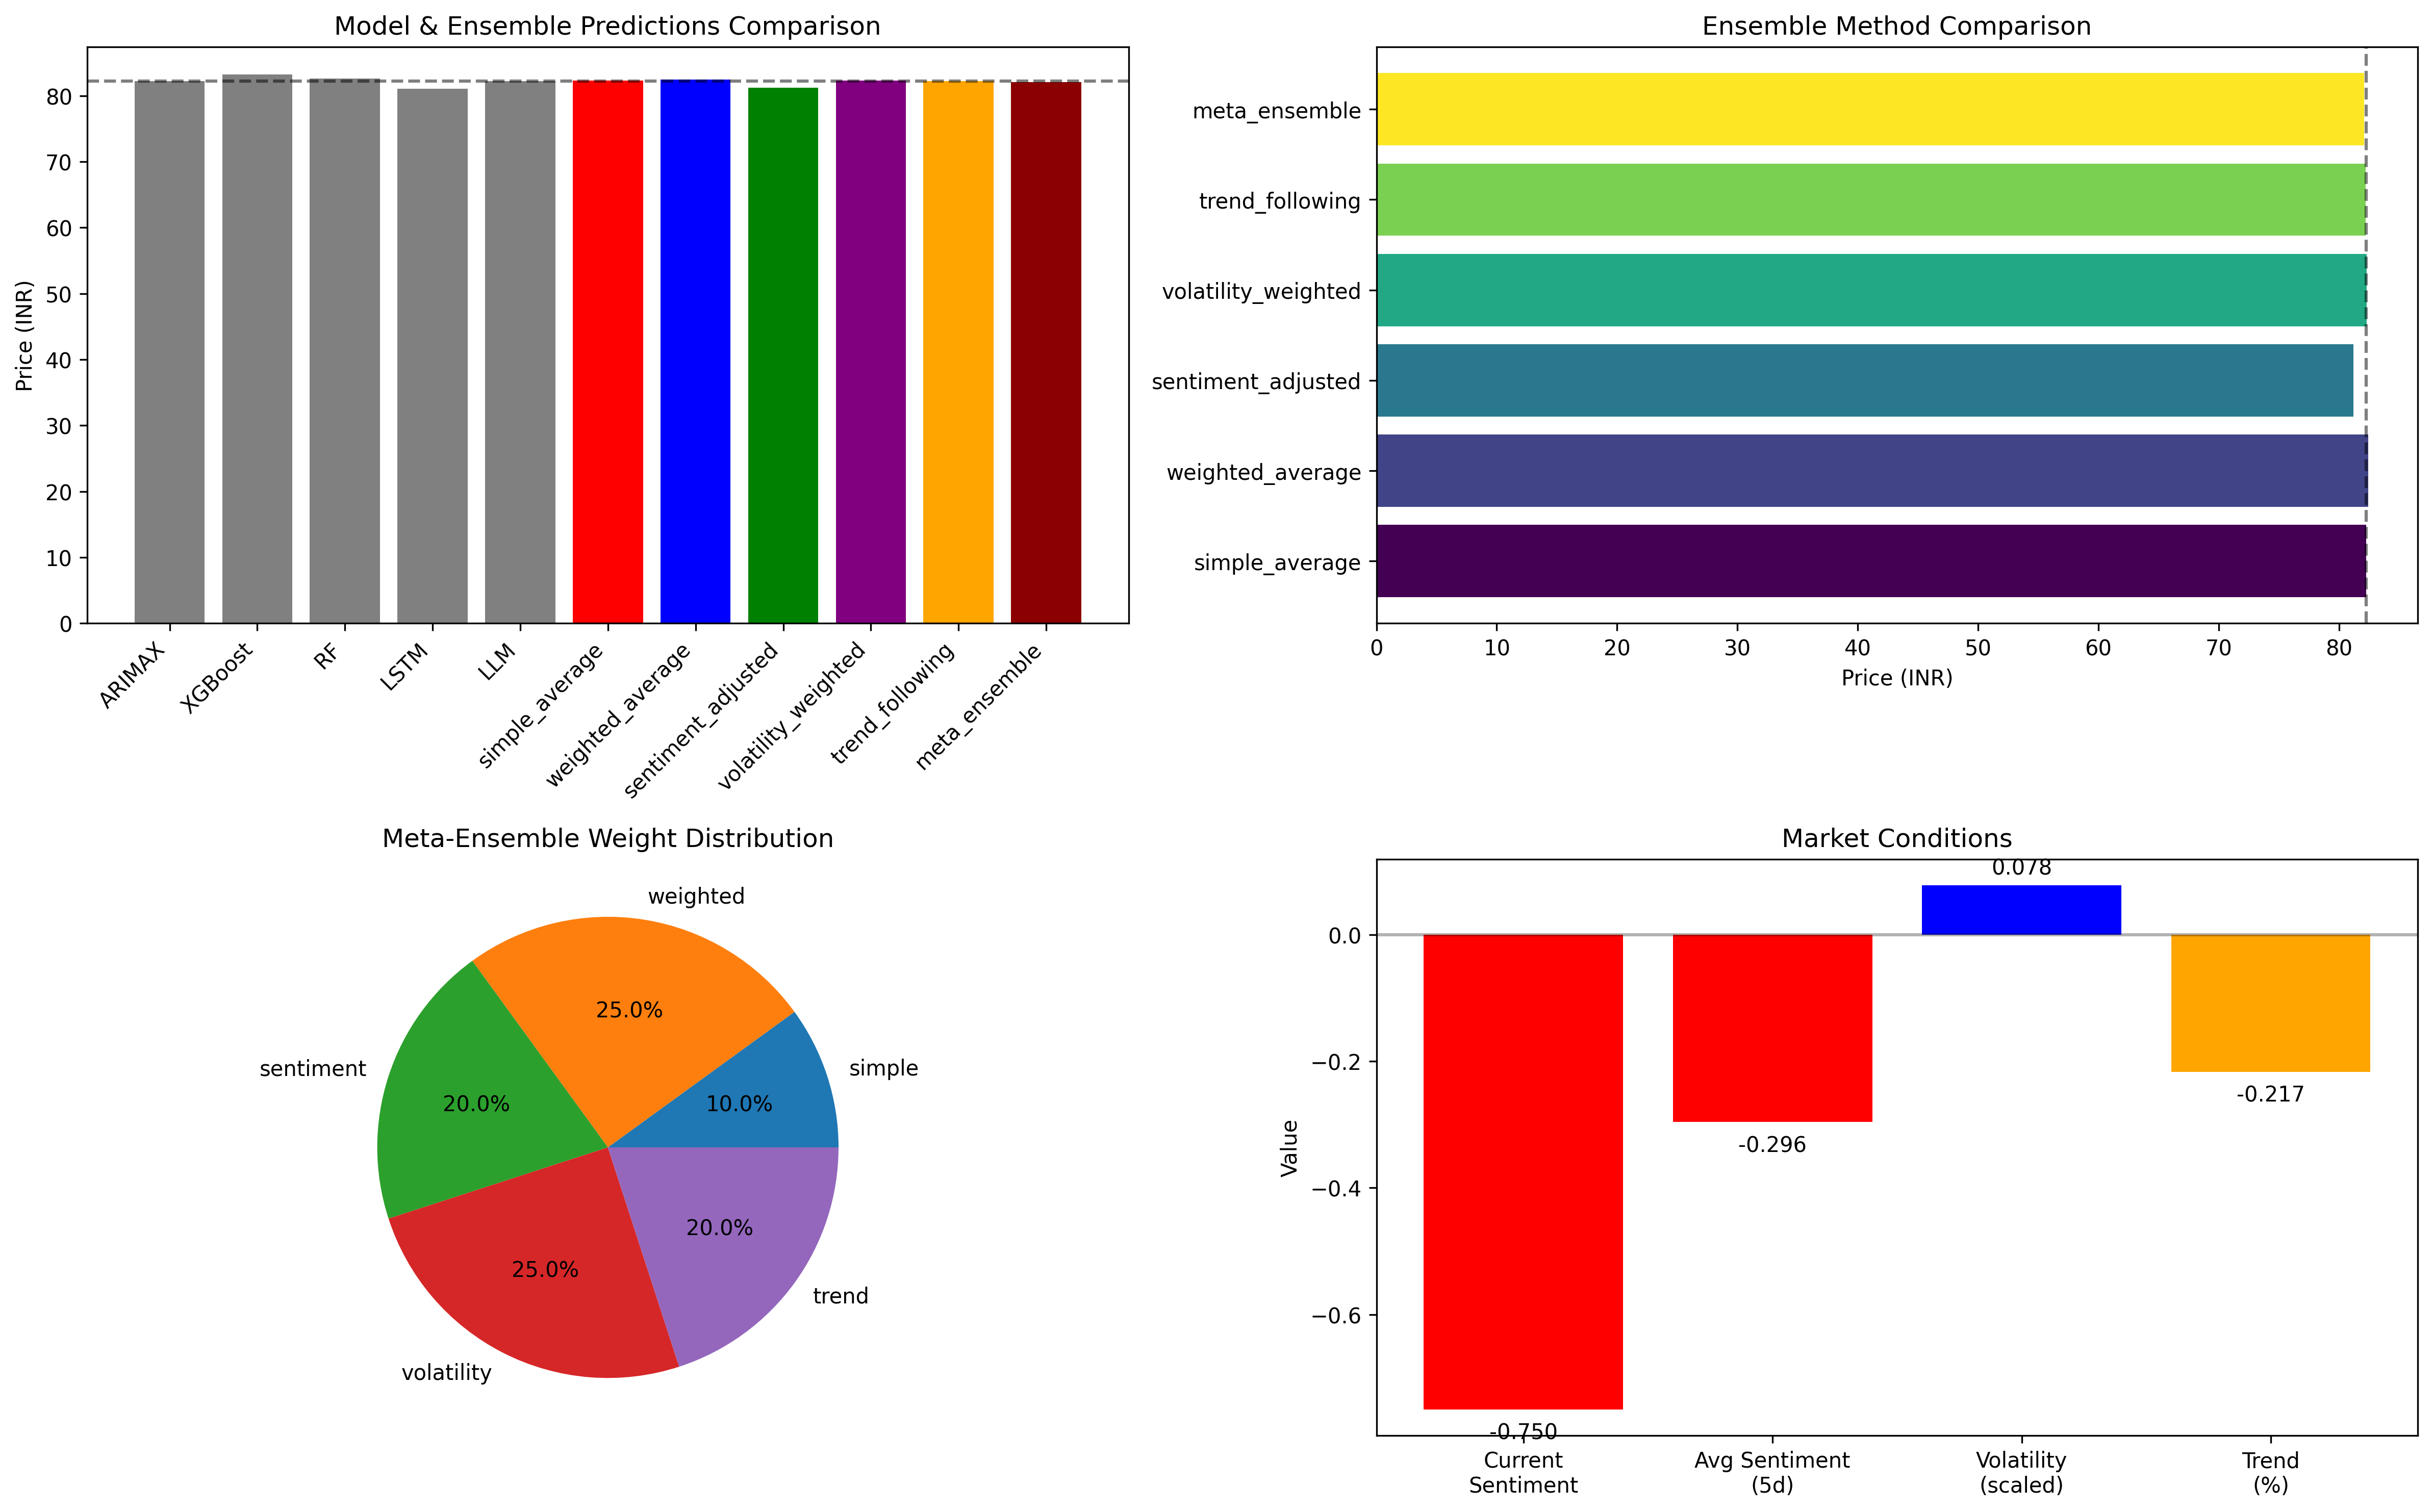 Model & Ensemble Predictions Comparison
Price (INR)
80
70
60
50
40
30
20
10
0
ARIMAX
XGBoost
RF
LSTM
LLM
simple_average
weighted_average
sentiment_adjusted
volatility_weighted
trend_following
meta_ensemble
Ensemble Method Comparison
meta_ensemble
trend_following
volatility_weighted
sentiment_adjusted
weighted_average
simple_average
0 10 20 30 40 50 60 70 80
Price (INR)
Meta-Ensemble Weight Distribution
weighted
25.0%
sentiment
simple
20.0%
10.0%
20.0%
25.0%
trend
volatility
Market Conditions
0.078
0.0
−0.2
−0.4
−0.6
Value
-0.296
-0.217
-0.750
Current
Sentiment
Avg Sentiment
(5d)
Volatility
(scaled)
Trend
(%)